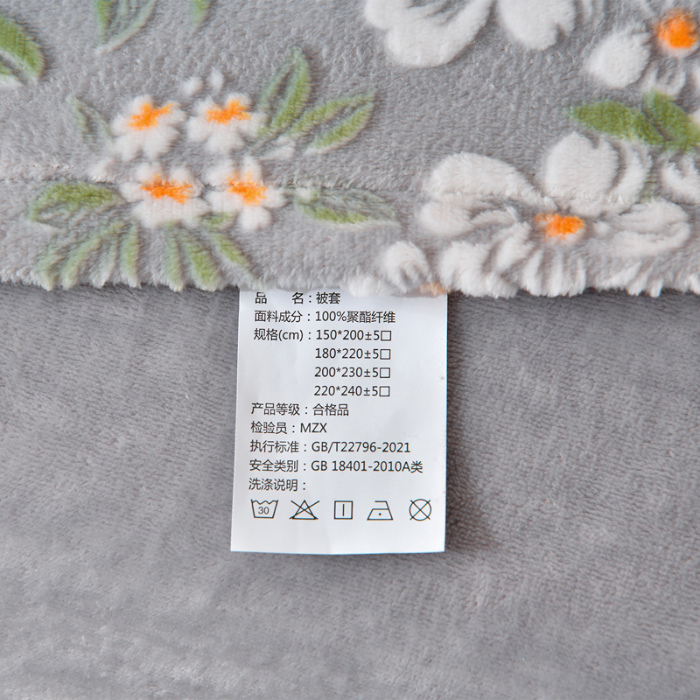 品 名：被套
面料成分：100%聚酯纤维
规格(cm)：150*200±5□
180*220±5□
200*230±5□
220*240±5□
产品等级：合格品
检验员：MZX
执行标准：GB/T22796-2021
安全类别：GB 18401-2010A类
洗涤说明：
30